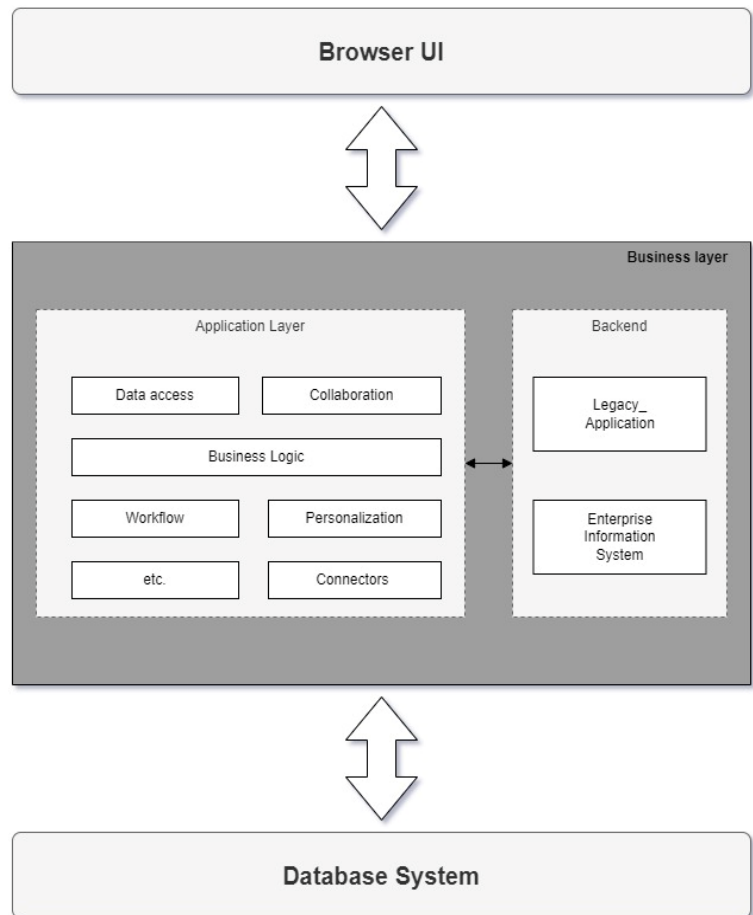 Browser UI
Business layer
Application Layer
Data access
Collaboration
Business Logic
Workflow
Personalization
etc.
Connectors
Backend
Legacy_
Application
Enterprise
Information
System
Database System